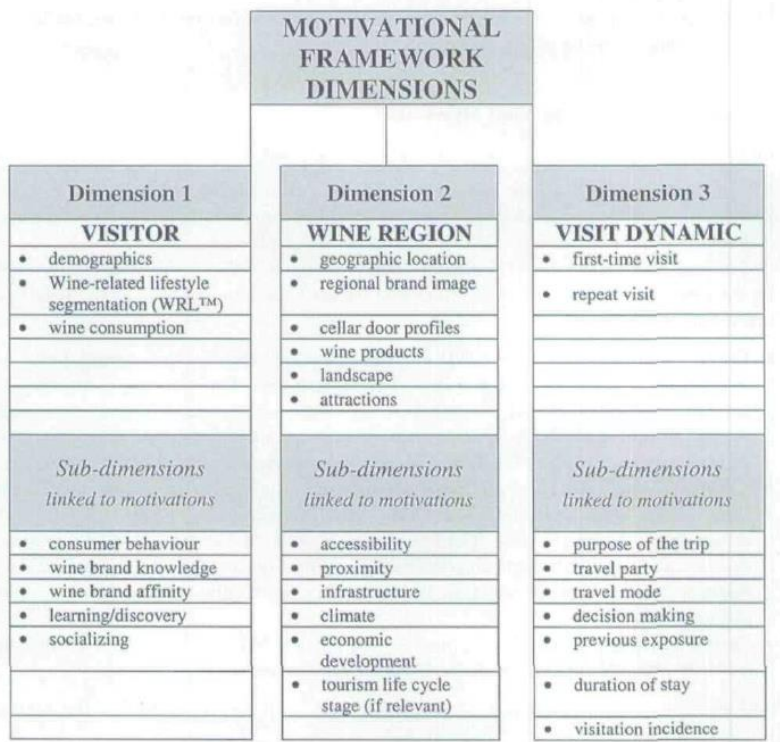 MOTIVATIONAL
FRAMEWORK
DIMENSIONS
Dimension 1
VISITOR
• demographics
• Wine-related lifestyle
segmentation (WRL™)
• wine consumption
Sub-dimensions
linked to motivations
• consumer behaviour
• wine brand knowledge
• wine brand affinity
• learning/discovery
• socializing
Dimension 2
WINE REGION
• geographic location
• regional brand image
• cellar door profiles
• wine products
• landscape
• attractions
Sub-dimensions
linked to motivations
• accessibility
• proximity
• infrastructure
• climate
• economic
development
• tourism life cycle
stage (if relevant)
Dimension 3
VISIT DYNAMIC
• first-time visit
• repeat visit
Sub-dimensions
linked to motivations
• purpose of the trip
• travel party
• travel mode
• decision making
• previous exposure
• duration of stay
• visitation incidence